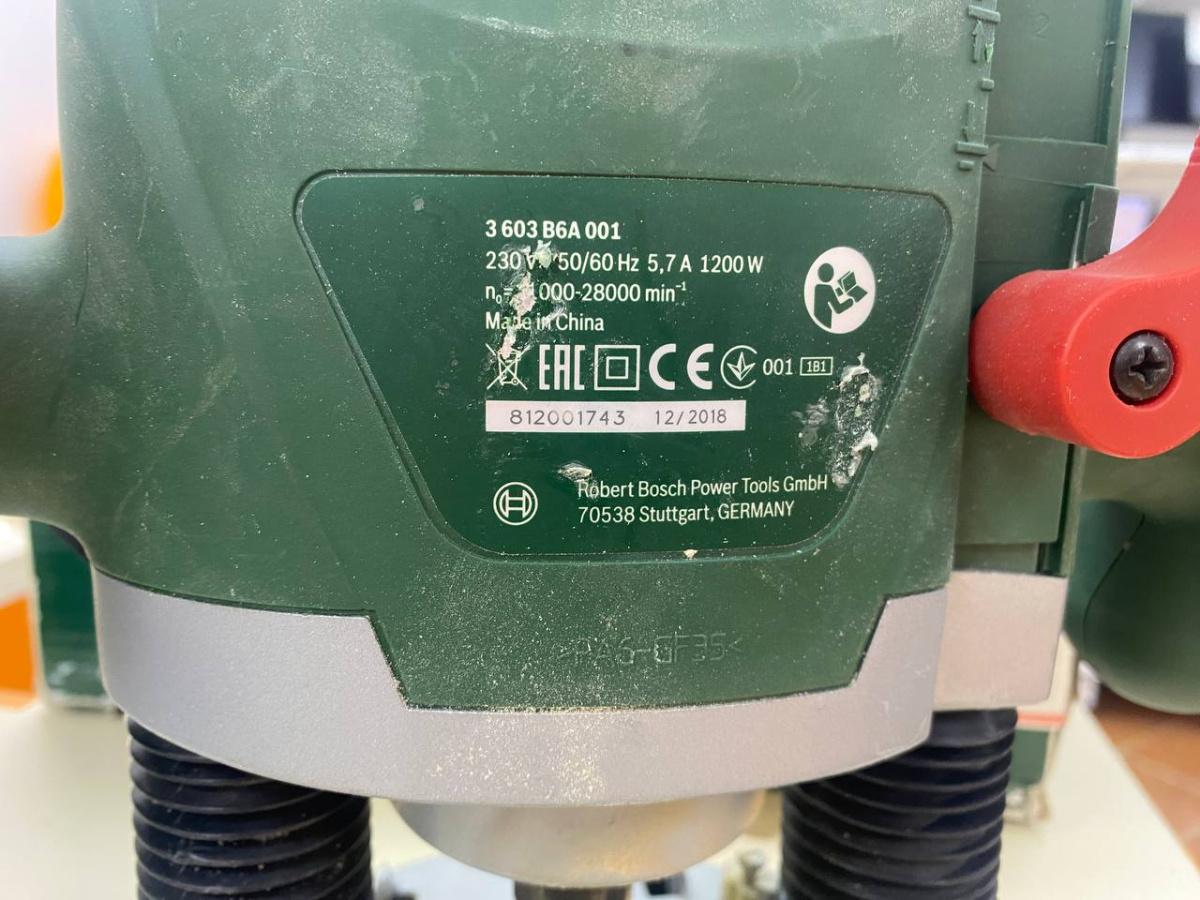 3 603 B6A 001
50/60 Hz 5,7 A 1200 W
000-28000 min⁻¹
Made in China
EAC CE 001 1B1
812001743 12/2018
Robert Bosch Power Tools GmbH
70538 Stuttgart, GERMANY
>PA6-GF35<